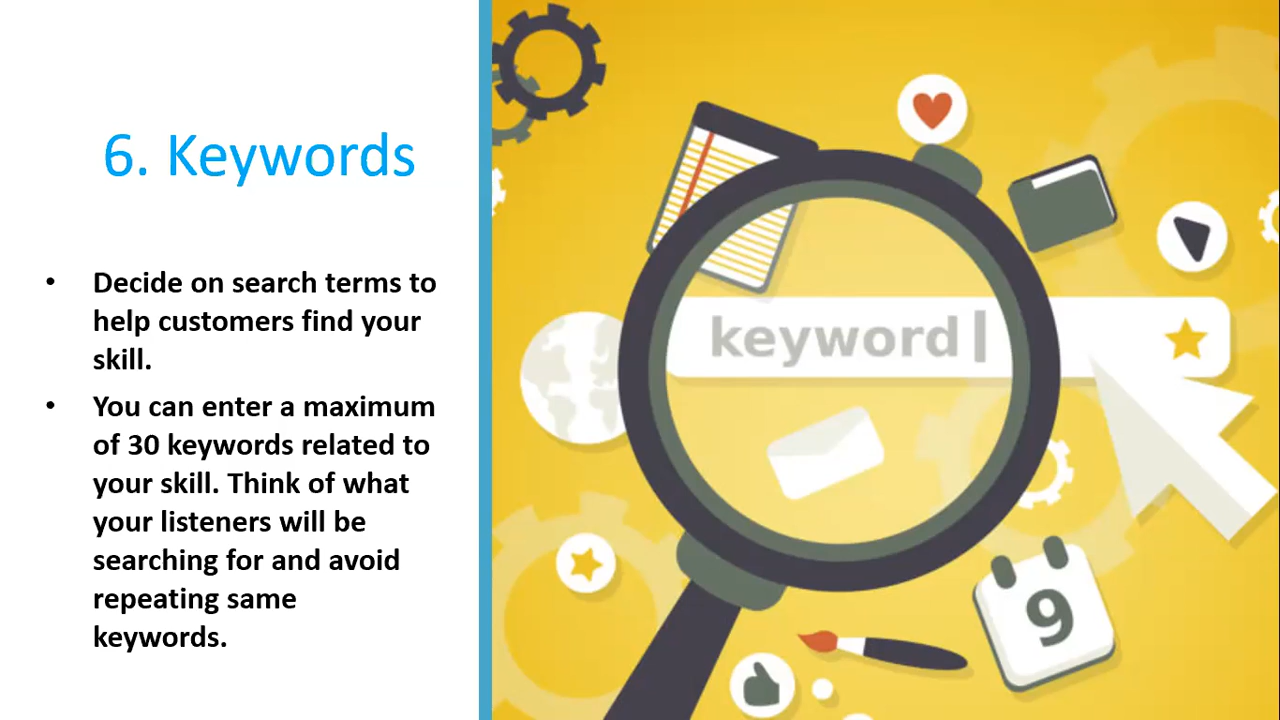 6. Keywords
• Decide on search terms to
help customers find your
skill.
• You can enter a maximum
of 30 keywords related to
your skill. Think of what
your listeners will be
searching for and avoid
repeating same
keywords.
keyword|
9